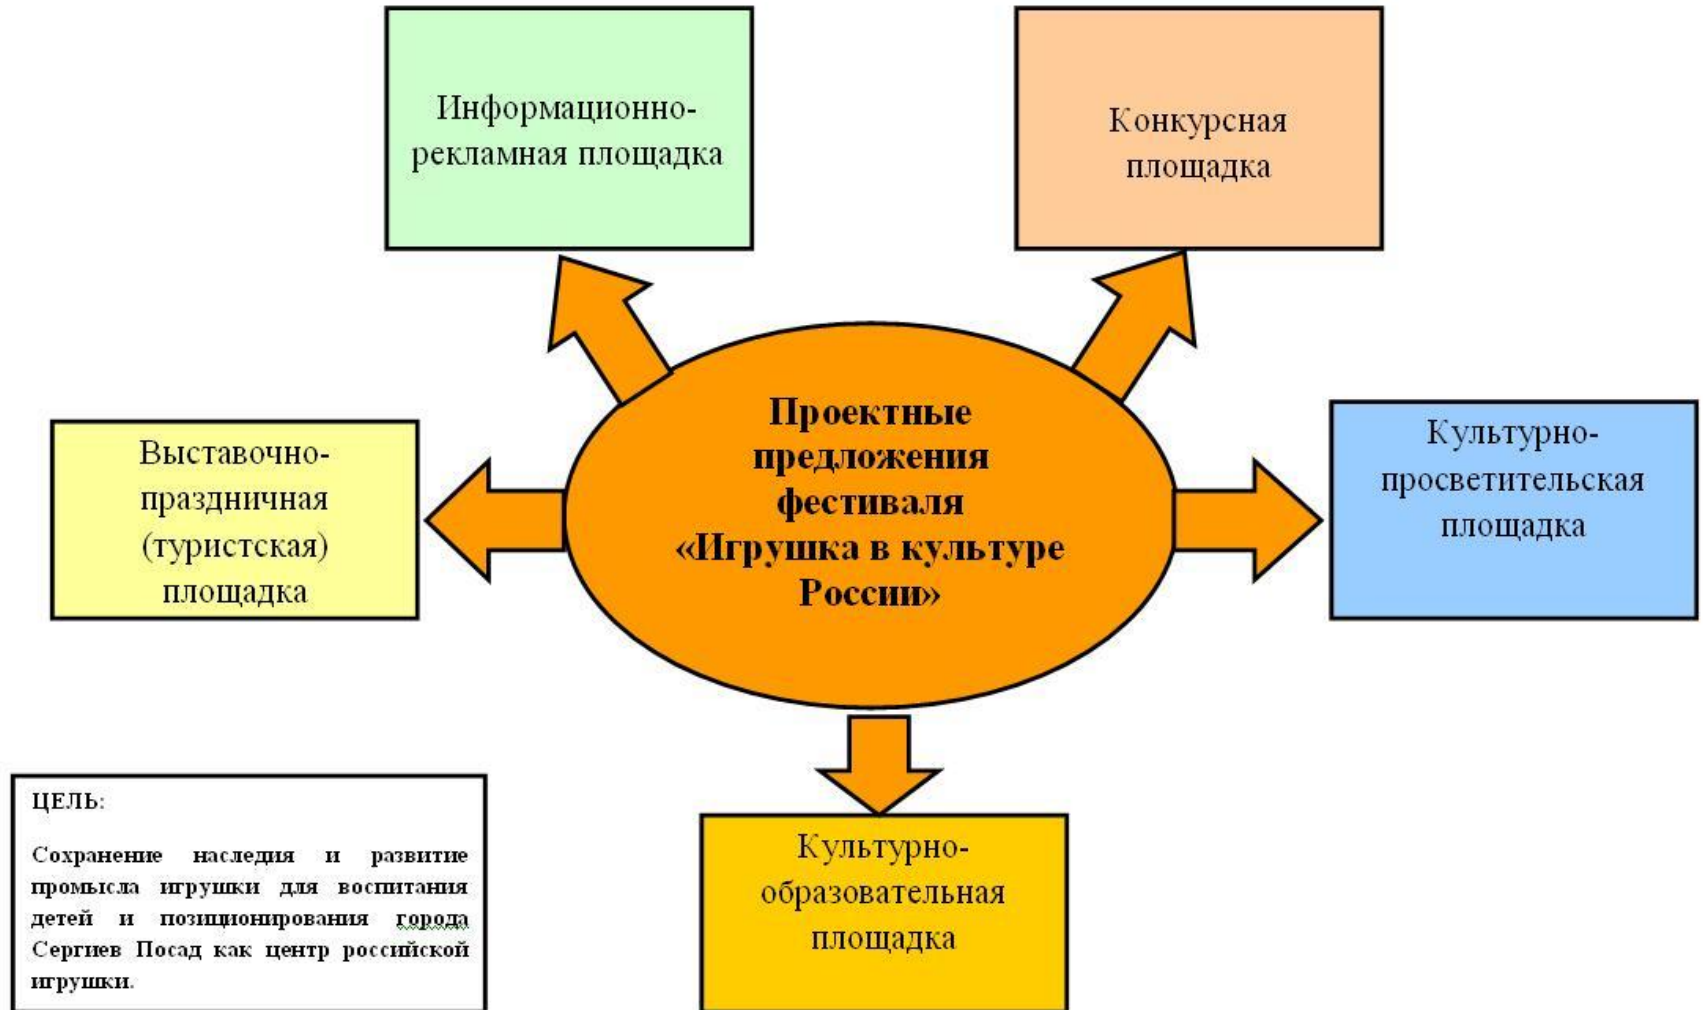 Информационно-
рекламная площадка
Конкурсная
площадка
Выставочно-
праздничная
(туристская)
площадка
Проектные
предложения
фестиваля
«Игрушка в культуре
России»
Культурно-
просветительская
площадка
ЦЕЛЬ:
Сохранение наследия и развитие
промысла игрушки для воспитания
детей и позиционирования города
Сергиев Посад как центр российской
игрушки.
Культурно-
образовательная
площадка